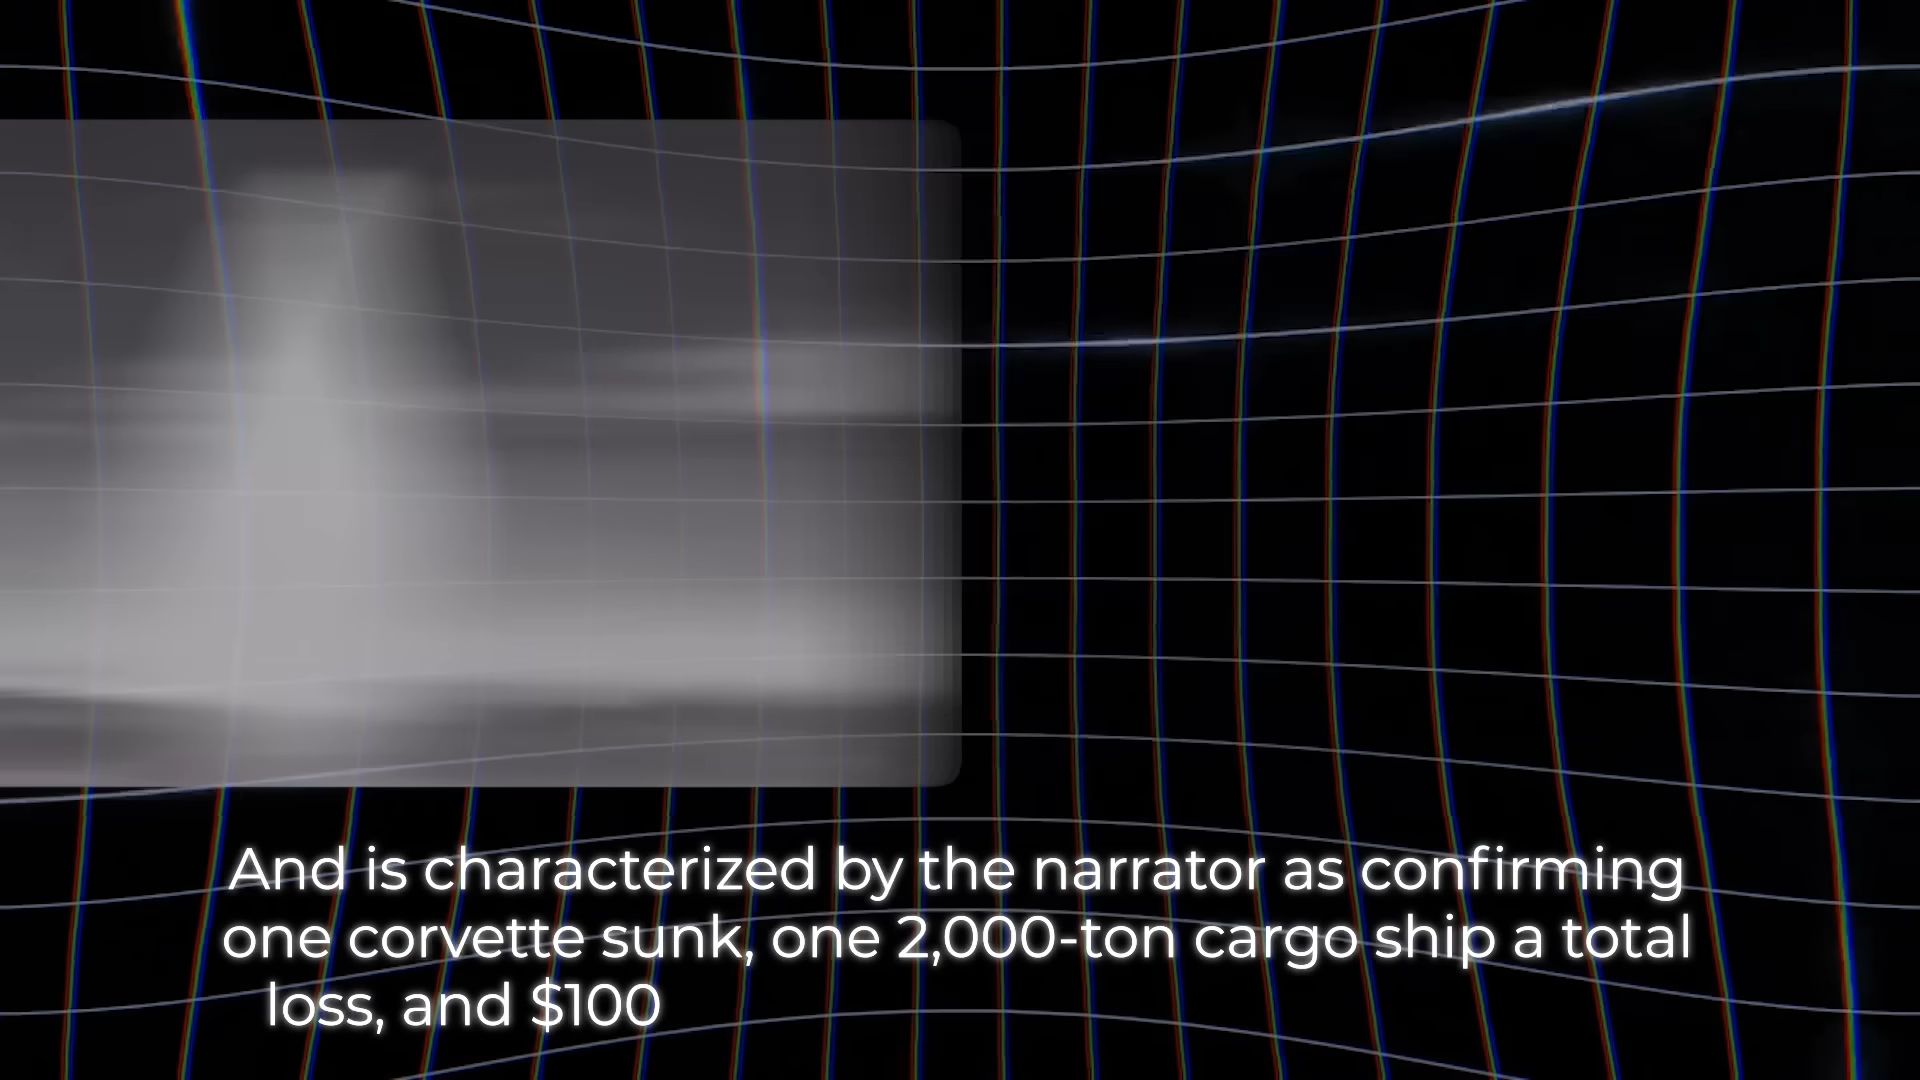 And is characterized by the narrator as confirming
one corvette sunk, one 2,000-ton cargo ship a total
loss, and $100